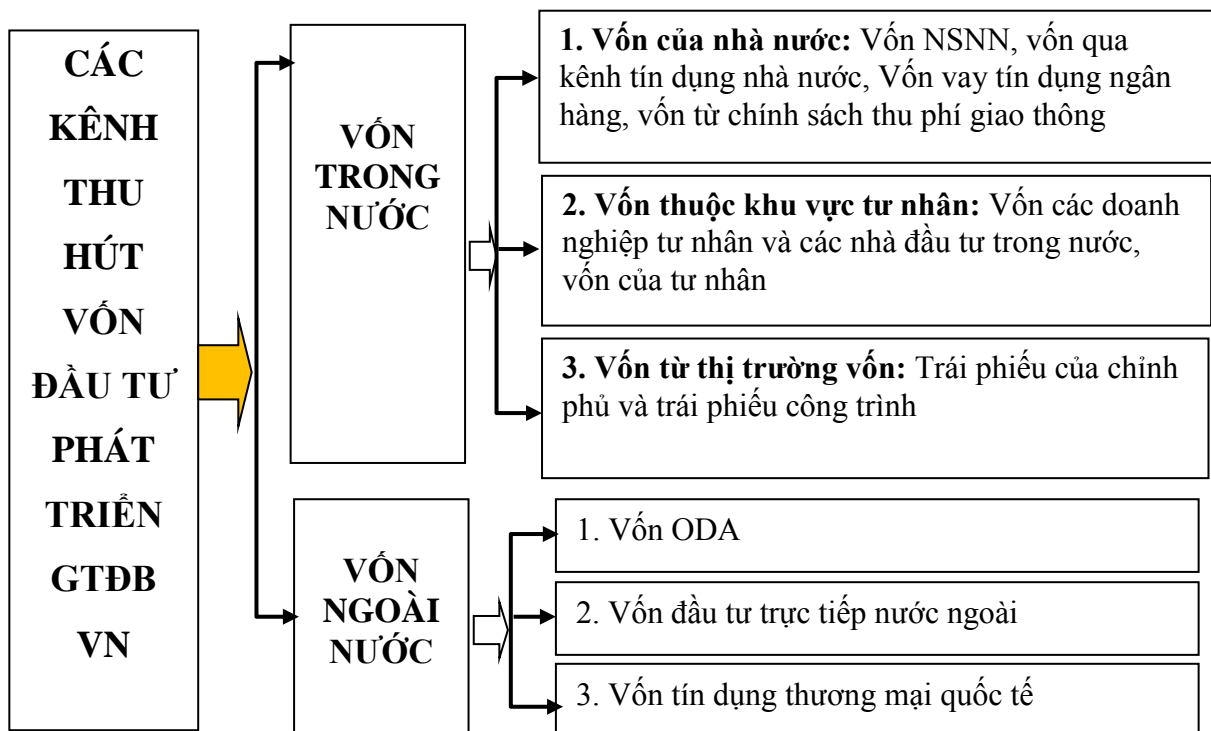 CÁC
KÊNH
THU
HÚT
VỐN
ĐẦU TƯ
PHÁT
TRIỂN
GTĐB
VN
VỐN
TRONG
NƯỚC
1. Vốn của nhà nước: Vốn NSNN, vốn qua
kênh tín dụng nhà nước, Vốn vay tín dụng ngân
hàng, vốn từ chính sách thu phí giao thông
2. Vốn thuộc khu vực tư nhân: Vốn các doanh
nghiệp tư nhân và các nhà đầu tư trong nước,
vốn của tư nhân
3. Vốn từ thị trường vốn: Trái phiếu của chỉnh
phủ và trái phiếu công trình
VỐN
NGOÀI
NƯỚC
1. Vốn ODA
2. Vốn đầu tư trực tiếp nước ngoài
3. Vốn tín dụng thương mại quốc tế